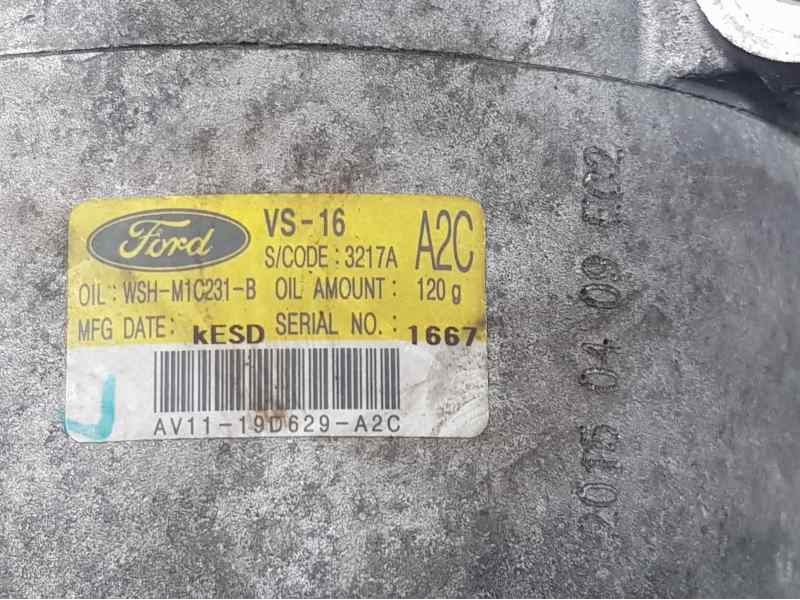 Ford
VS-16
A2C
S/CODE : 3217A
OIL : WSH-M1C231-B OIL AMOUNT : 120 g
MFG DATE: kESD SERIAL NO. : 1667
AV11-19D629-A2C
2015 04 09